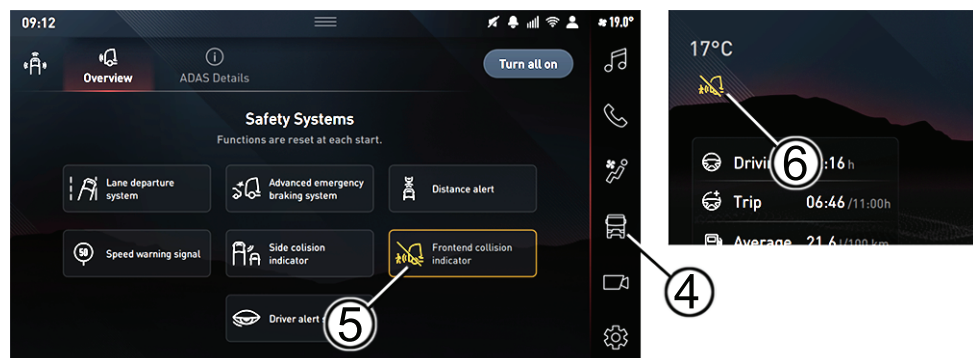 09:12
19.0°
Overview
ADAS Details
Turn all on
Safety Systems
Functions are reset at each start.
Lane departure
system
Advanced emergency
braking system
Distance alert
50
Speed warning signal
Side colision
indicator
Frontend collision
indicator
Driver alert
4
5
17°C
6
:16 h
Trip 06:46 /11:00h
Average 21.6 l/100 km